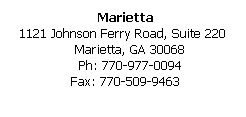 Marietta
1121 Johnson Ferry Road, Suite 220
Marietta, GA 30068
Ph: 770-977-0094
Fax: 770-509-9463